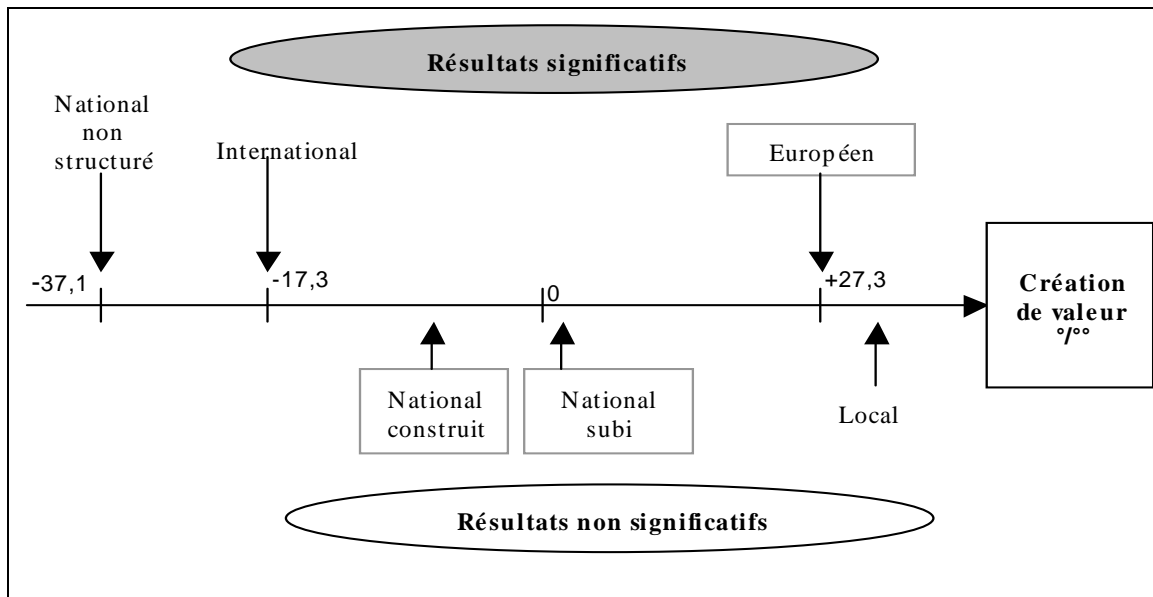 Résultats significatifs
National
non
structuré
International
Européen
-37,1
-17,3
0
+27,3
Création
de valeur
°/°°
National
construit
National
subi
Local
Résultats non significatifs